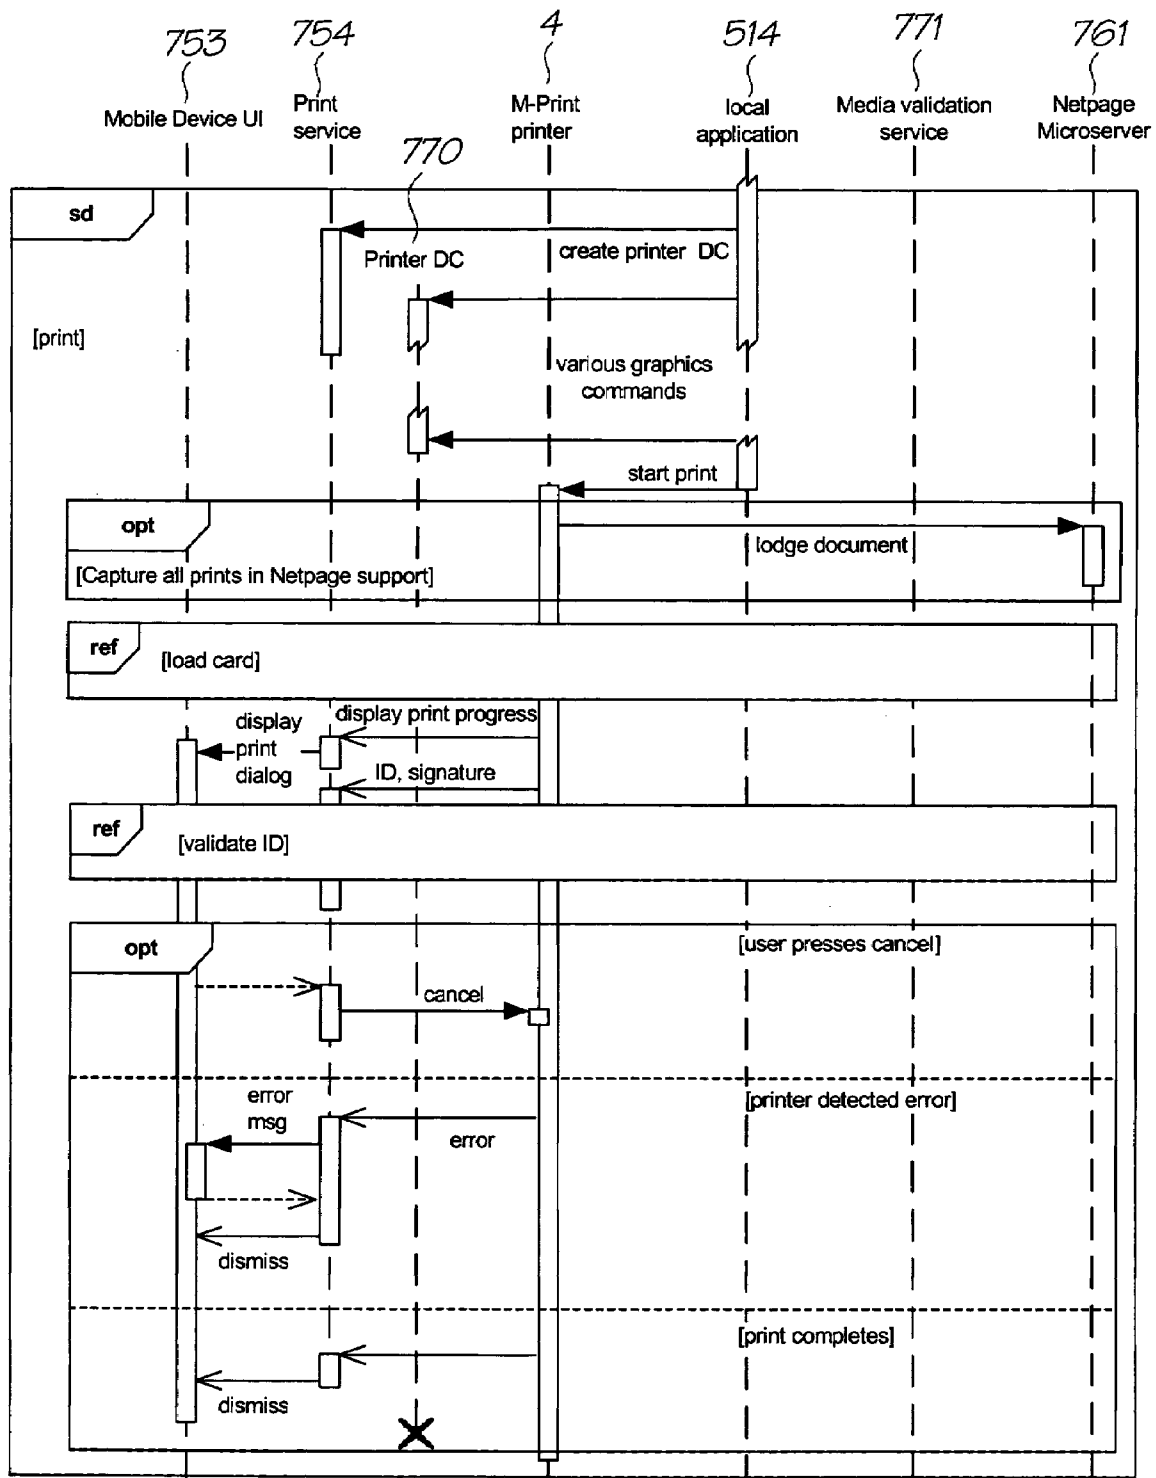 753 754 4 514 771 761
Mobile Device UI
Print
service
M-Print
printer
local
application
Media validation
service
Netpage
Microserver
770
sd
Printer DC
create printer DC
[print]
various graphics
commands
start print
opt
lodge document
[Capture all prints in Netpage support]
ref
[load card]
display print progress
display
print
dialog
ID, signature
ref
[validate ID]
opt
[user presses cancel]
cancel
[printer detected error]
error
msg
error
dismiss
[print completes]
dismiss